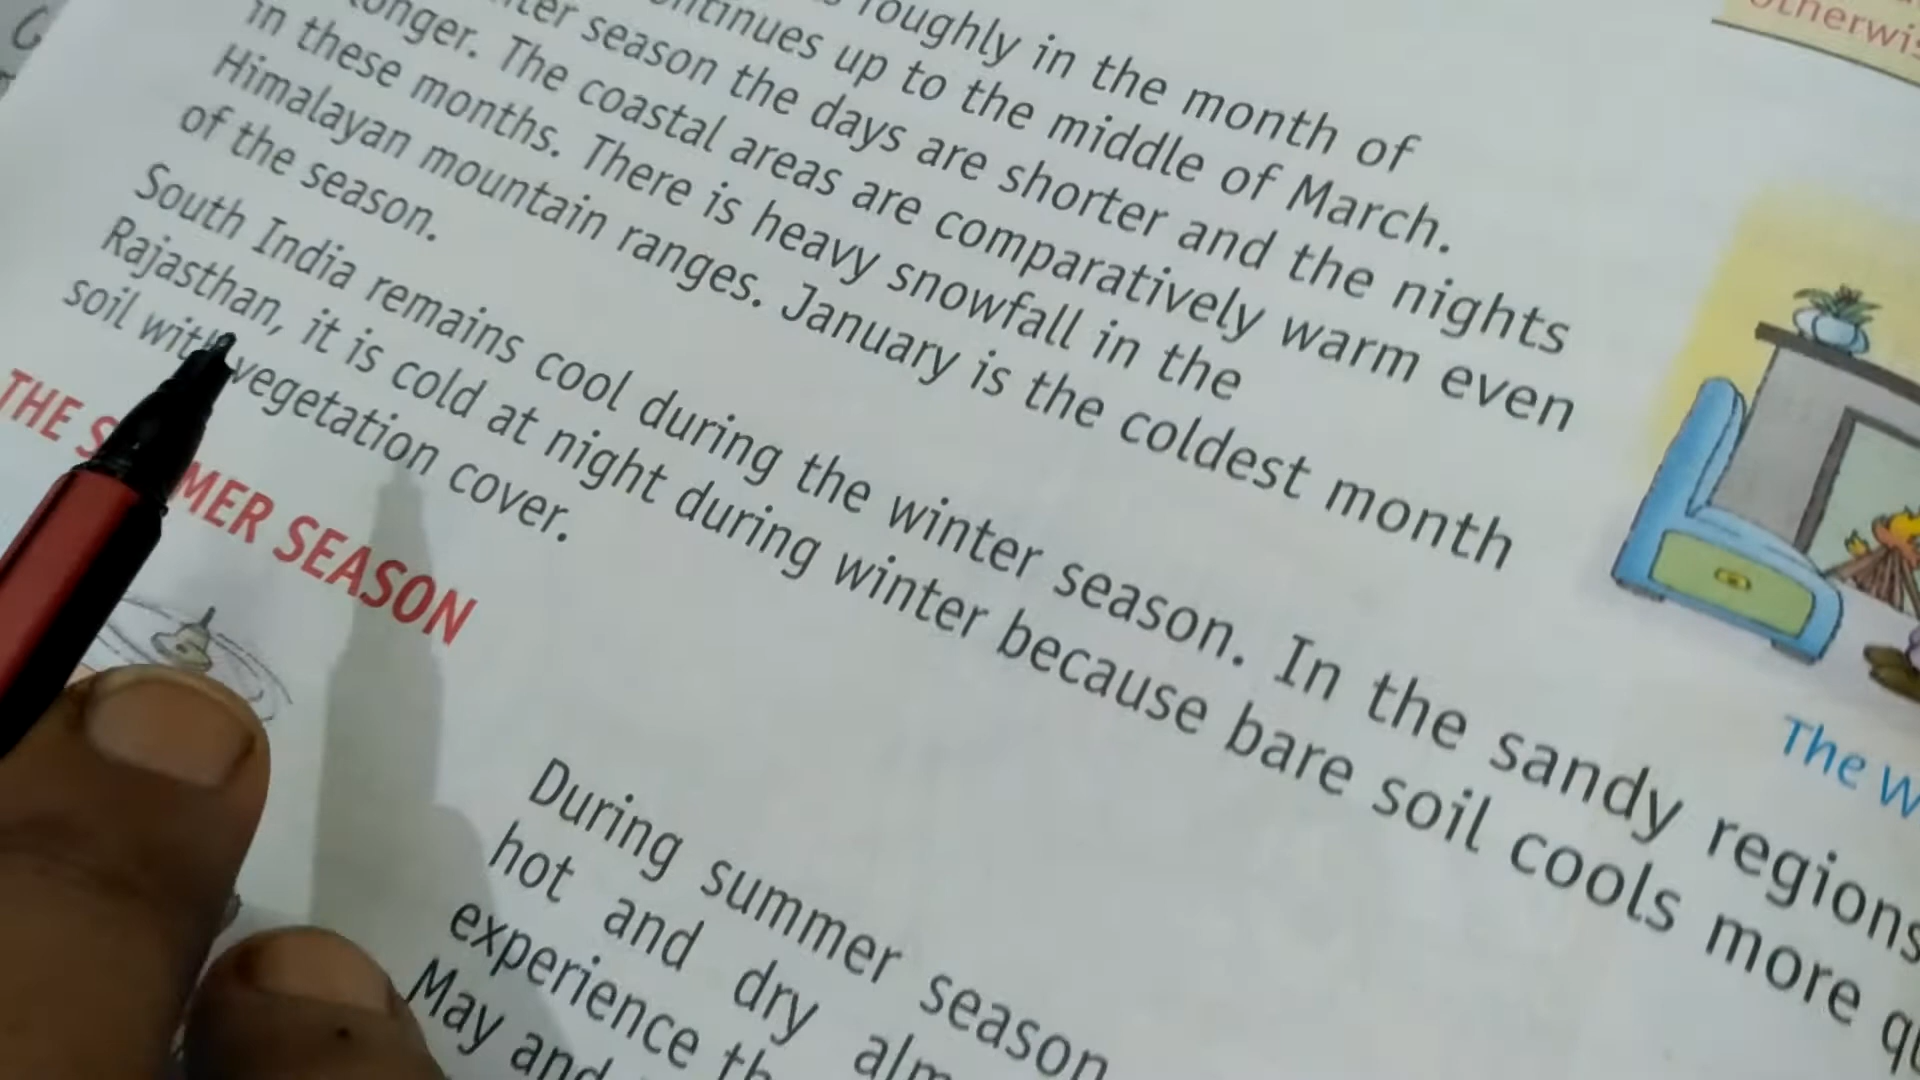 roughly in the month of
continues up to the middle of March.
season the days are shorter and the nights
longer. The coastal areas are comparatively warm even
in these months. There is heavy snowfall in the
Himalayan mountain ranges. January is the coldest month
of the season.
South India remains cool during the winter season. In the sandy regions
Rajasthan, it is cold at night during winter because bare soil cools more
soil with vegetation cover.
THE SUMMER SEASON
During summer season
hot and dry
experience
May and
The W